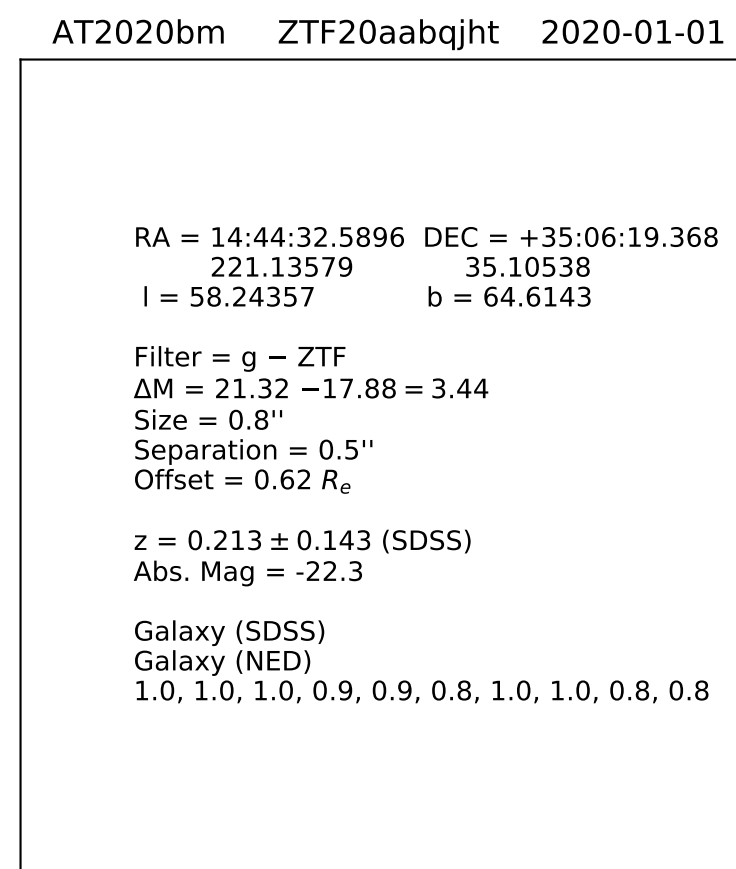 AT2020bm ZTF20aabqjht 2020-01-01
RA = 14:44:32.5896 DEC = +35:06:19.368
221.13579 35.10538
l = 58.24357 b = 64.6143
Filter = g − ZTF
ΔM = 21.32 −17.88 = 3.44
Size = 0.8''
Separation = 0.5''
Offset = 0.62 Re
z = 0.213 ± 0.143 (SDSS)
Abs. Mag = -22.3
Galaxy (SDSS)
Galaxy (NED)
1.0, 1.0, 1.0, 0.9, 0.9, 0.8, 1.0, 1.0, 0.8, 0.8